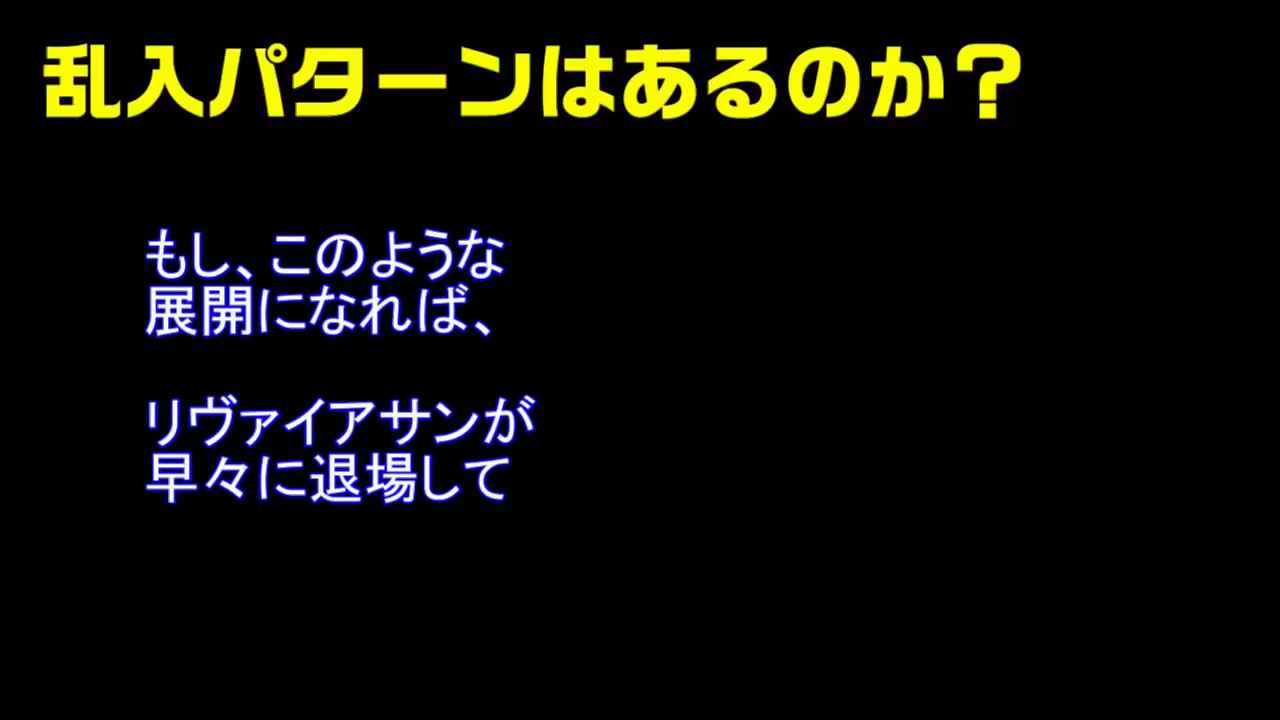 乱入パターンはあるのか？
もし、このような
展開になれば、
リヴァイアサンが
早々に退場して